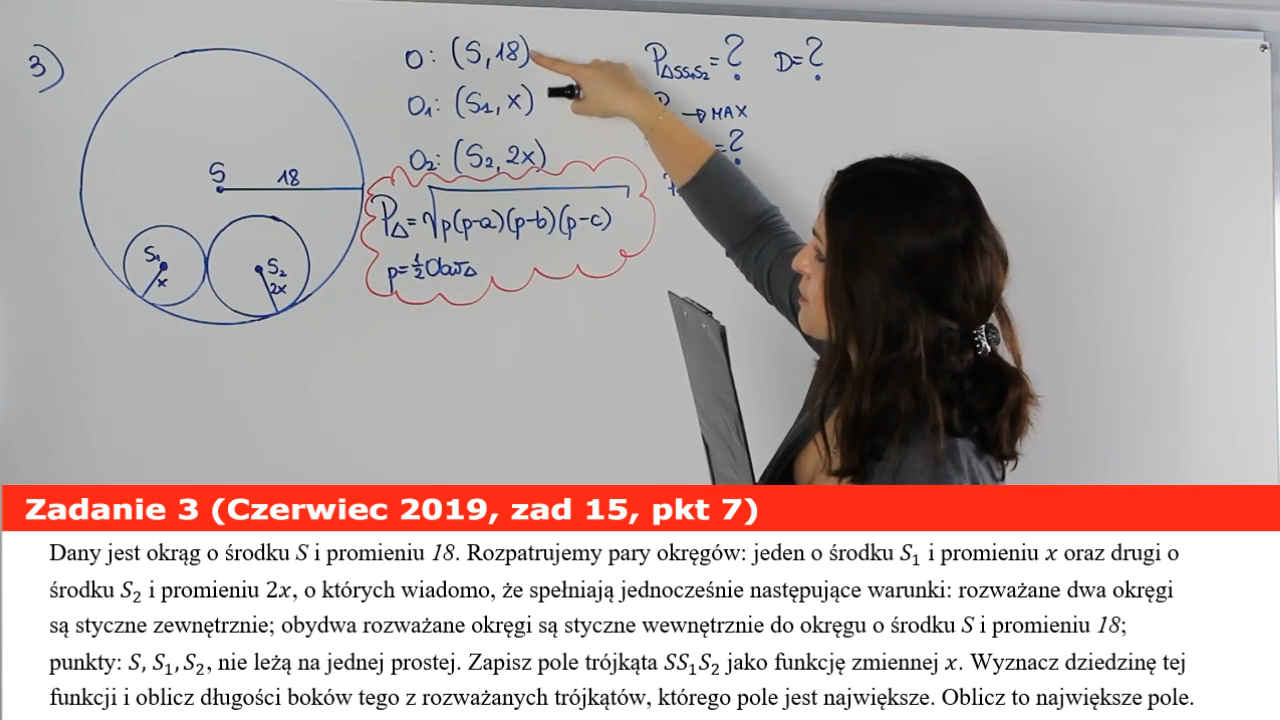 3)
O: (S, 18)
O₁: (S₁, x)
O₂: (S₂, 2x)
P△SS₁S₂ = ? D = ?
→ MAX
= ?
S
18
S₁
x
S₂
2x
P△ = √p(p-a)(p-b)(p-c)
p = ½ Obw△
Zadanie 3 (Czerwiec 2019, zad 15, pkt 7)
Dany jest okrąg o środku S i promieniu 18. Rozpatrujemy pary okręgów: jeden o środku S₁ i promieniu x oraz drugi o
środku S₂ i promieniu 2x, o których wiadomo, że spełniają jednocześnie następujące warunki: rozważane dwa okręgi
są styczne zewnętrznie; obydwa rozważane okręgi są styczne wewnętrznie do okręgu o środku S i promieniu 18;
punkty: S, S₁, S₂, nie leżą na jednej prostej. Zapisz pole trójkąta SS₁S₂ jako funkcję zmiennej x. Wyznacz dziedzinę tej
funkcji i oblicz długości boków tego z rozważanych trójkątów, którego pole jest największe. Oblicz to największe pole.